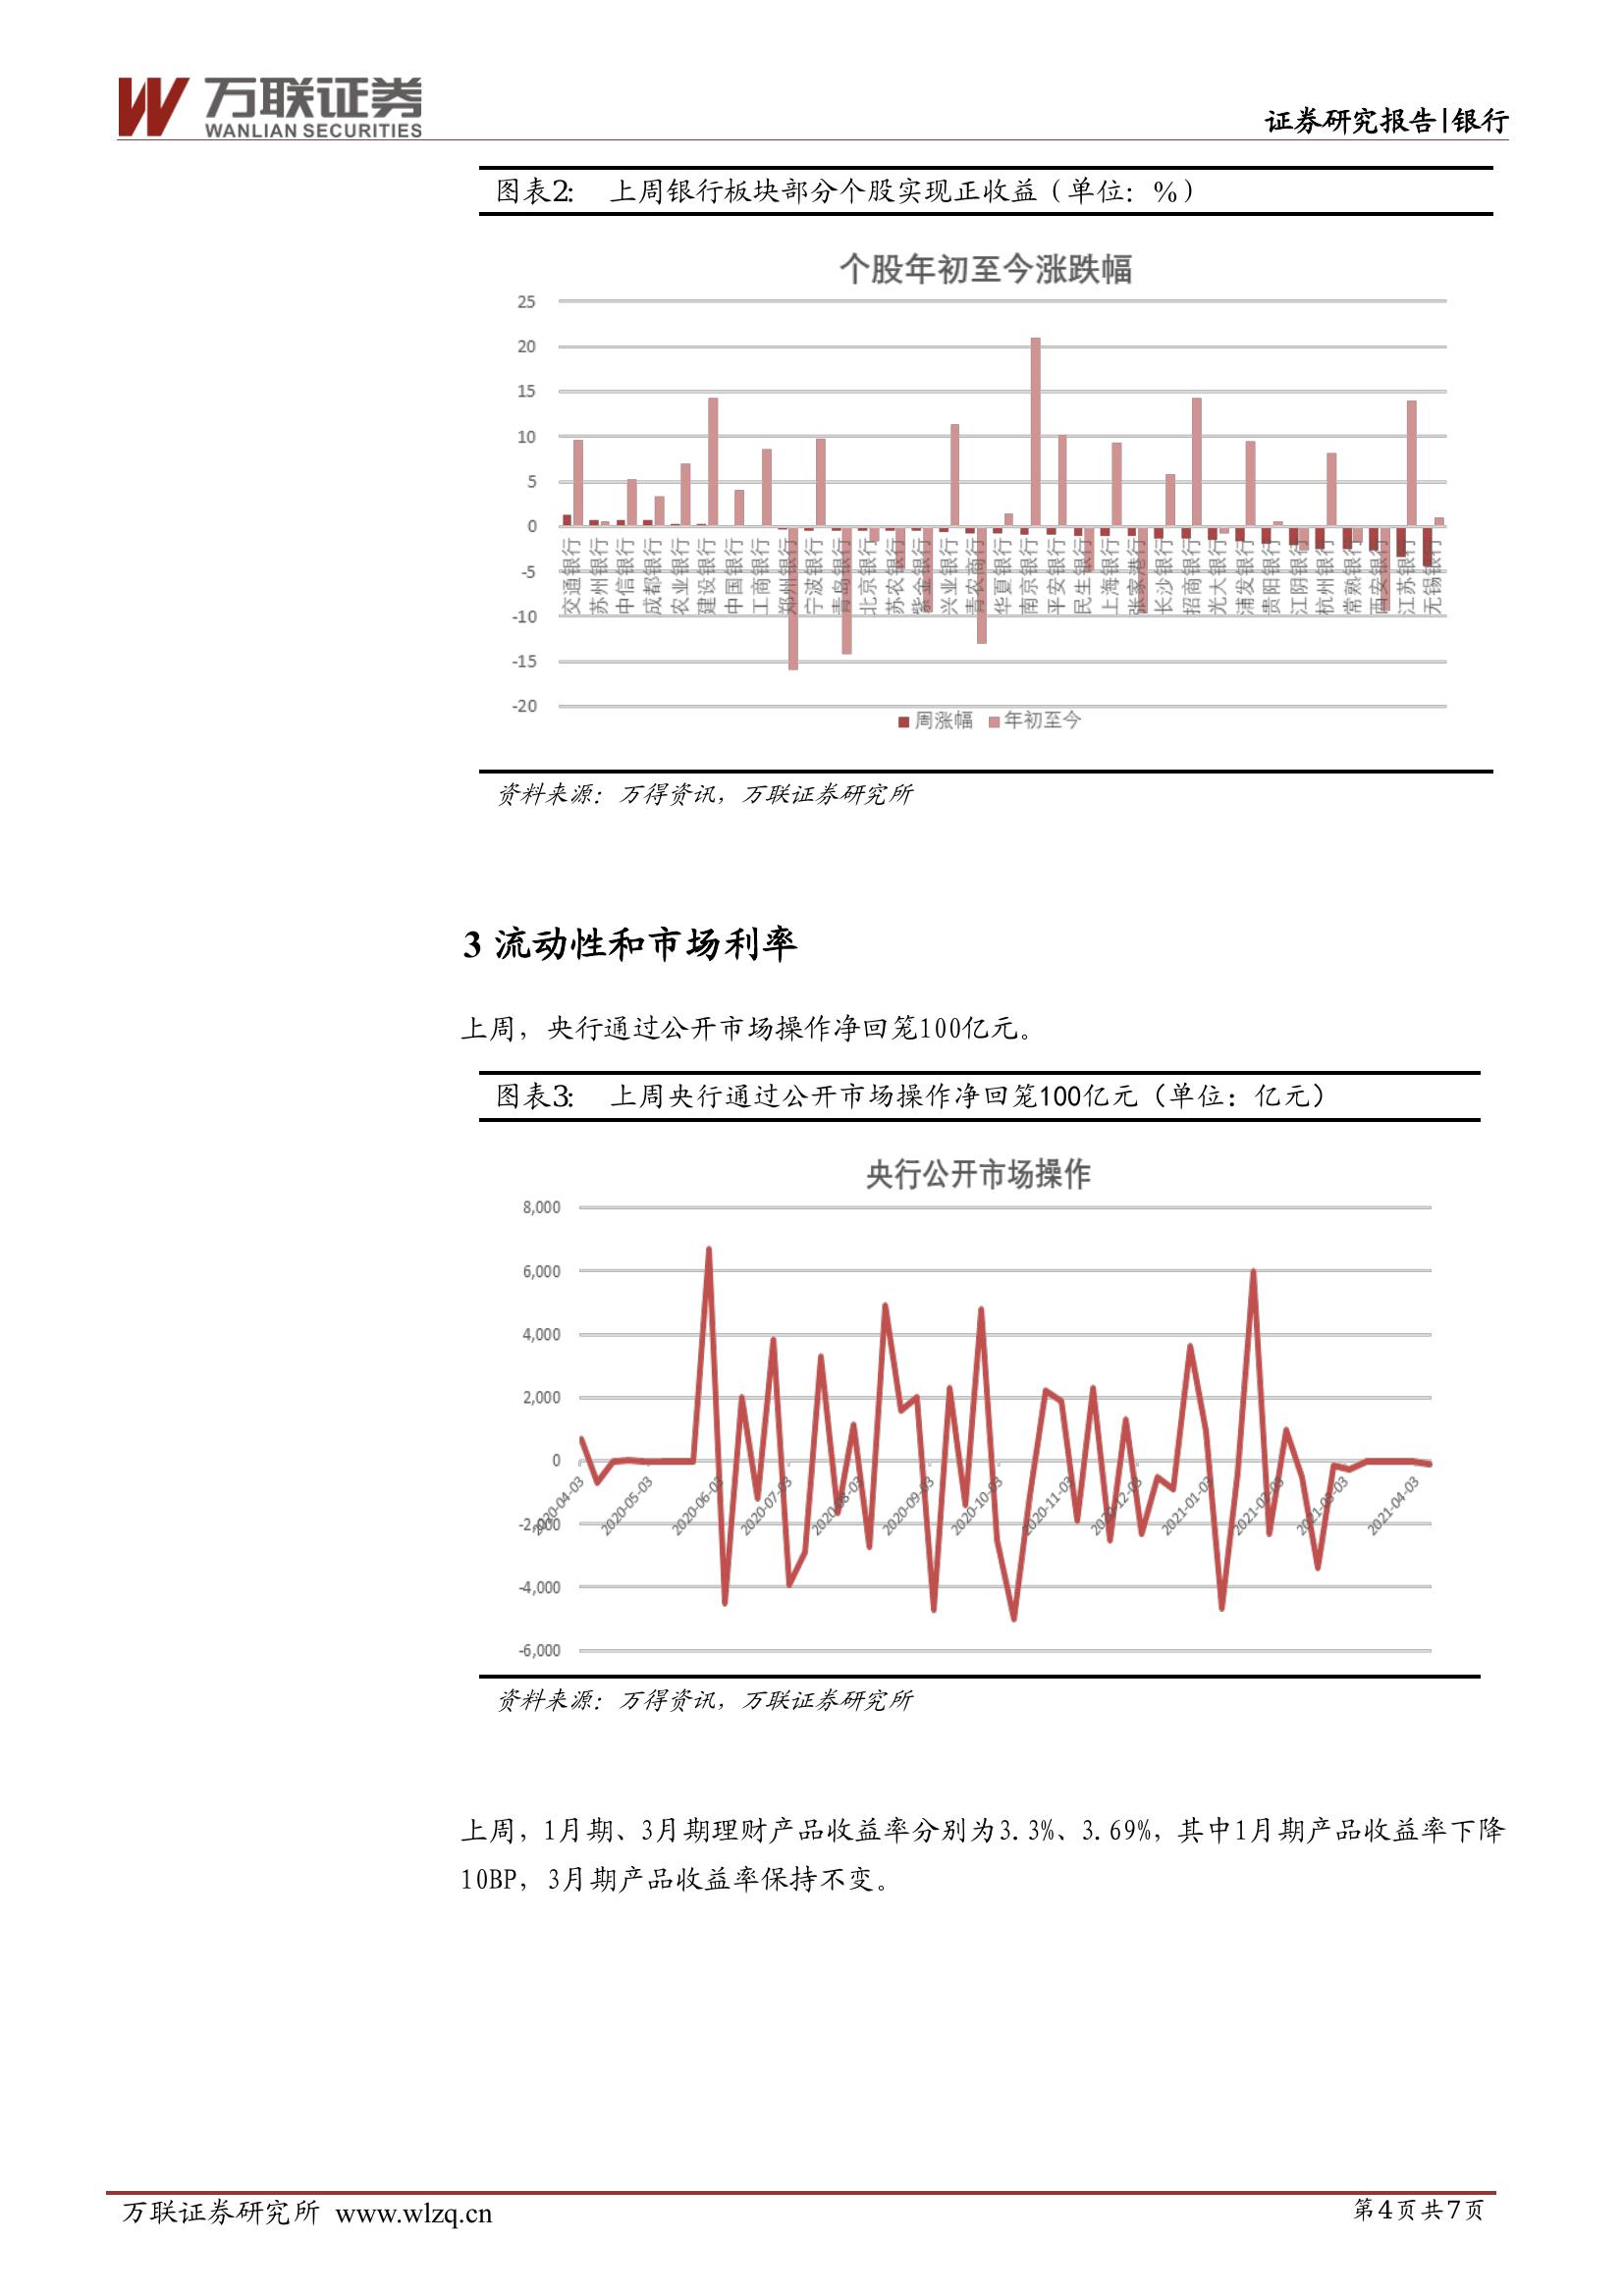 万联证券
WANLIAN SECURITIES
证券研究报告|银行
图表2: 上周银行板块部分个股实现正收益（单位：%）
个股年初至今涨跌幅
25
20
15
10
5
0
-5
-10
-15
-20
交通银行
苏州银行
中信银行
成都银行
农业银行
建设银行
中国银行
工商银行
郑州银行
宁波银行
青岛银行
北京银行
苏农银行
紫金银行
兴业银行
青农商行
华夏银行
南京银行
平安银行
民生银行
上海银行
张家港行
长沙银行
招商银行
光大银行
浦发银行
贵阳银行
江阴银行
杭州银行
常熟银行
西安银行
江苏银行
无锡银行
周涨幅 年初至今
资料来源：万得资讯，万联证券研究所
3 流动性和市场利率
上周，央行通过公开市场操作净回笼100亿元。
图表3: 上周央行通过公开市场操作净回笼100亿元（单位：亿元）
央行公开市场操作
8,000
6,000
4,000
2,000
0
-2,000
-4,000
-6,000
2020-04-03
2020-05-03
2020-06-03
2020-07-03
2020-08-03
2020-09-03
2020-10-03
2020-11-03
2020-12-03
2021-01-03
2021-02-03
2021-03-03
2021-04-03
资料来源：万得资讯，万联证券研究所
上周，1月期、3月期理财产品收益率分别为3.3%、3.69%，其中1月期产品收益率下降
10BP，3月期产品收益率保持不变。
万联证券研究所 www.wlzq.cn
第4页共7页